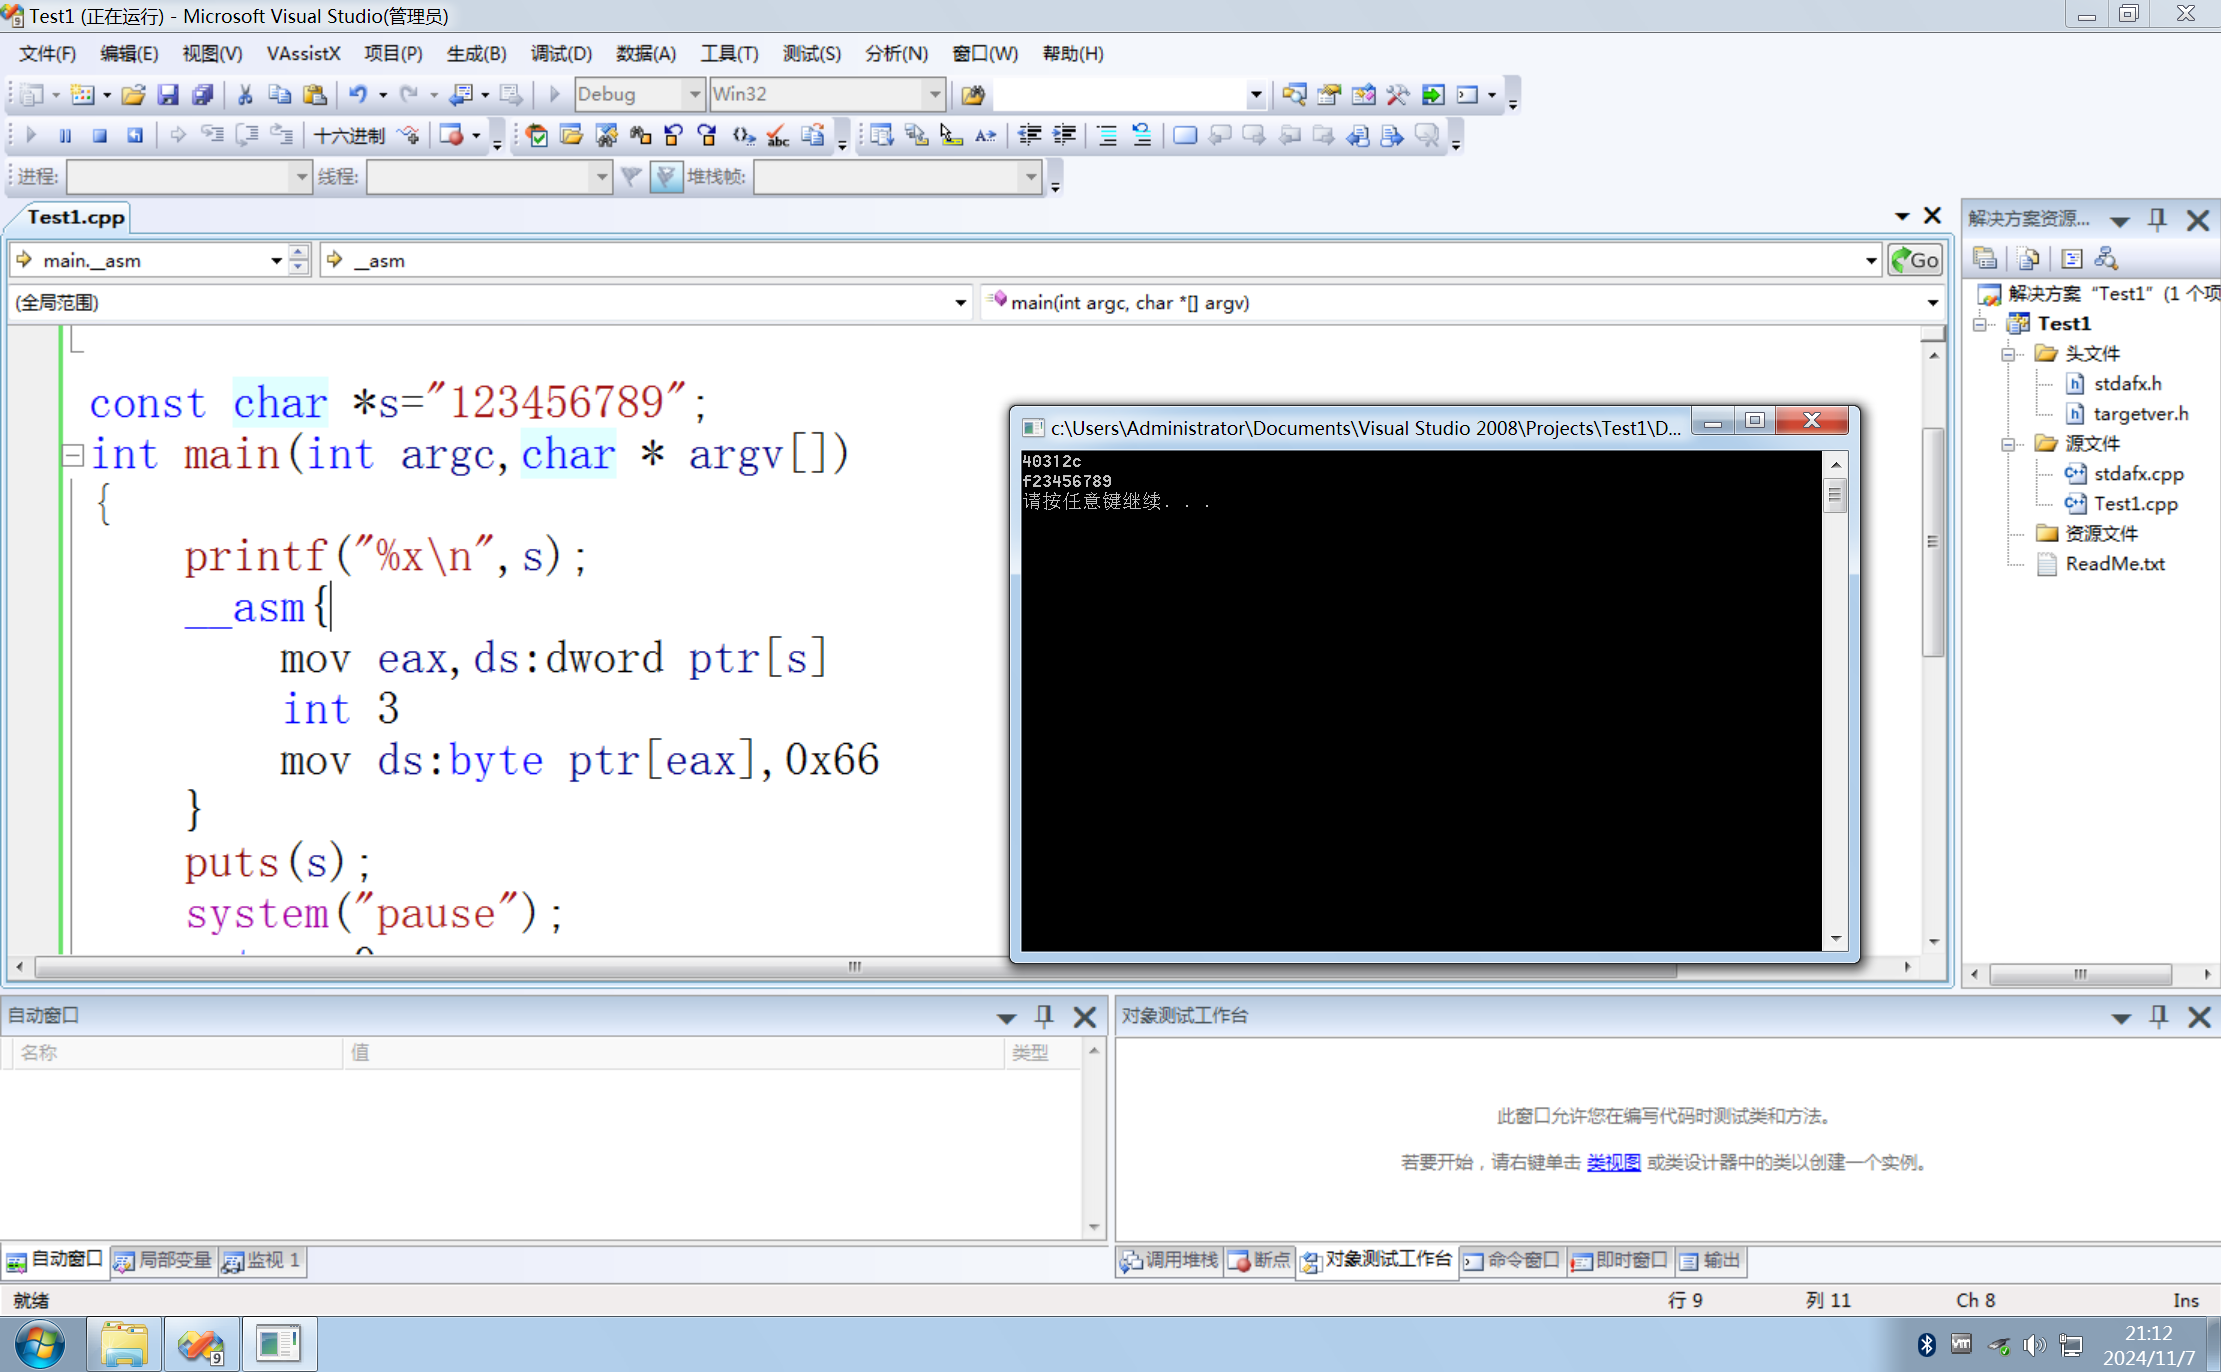 Test1 (正在运行) - Microsoft Visual Studio(管理员)
文件(F) 编辑(E) 视图(V) VAssistX 项目(P) 生成(B) 调试(D) 数据(A) 工具(T) 测试(S) 分析(N) 窗口(W) 帮助(H)
Debug Win32
十六进制
进程: 线程: 堆栈帧:
Test1.cpp
main.__asm __asm Go
(全局范围) main(int argc, char *[] argv)
const char *s="123456789";
int main(int argc,char * argv[])
{
printf("%x\n",s);
__asm{
mov eax,ds:dword ptr[s]
int 3
mov ds:byte ptr[eax],0x66
}
puts(s);
system("pause");
c:\Users\Administrator\Documents\Visual Studio 2008\Projects\Test1\D...
40312c
f23456789
请按任意键继续. . .
解决方案资源...
解决方案 "Test1" (1 个项
Test1
头文件
stdafx.h
targetver.h
源文件
stdafx.cpp
Test1.cpp
资源文件
ReadMe.txt
自动窗口
名称 值 类型
对象测试工作台
此窗口允许您在编写代码时测试类和方法。
若要开始，请右键单击 类视图 或类设计器中的类以创建一个实例。
自动窗口 局部变量 监视 1
调用堆栈 断点 对象测试工作台 命令窗口 即时窗口 输出
就绪 行 9 列 11 Ch 8 Ins
21:12
2024/11/7